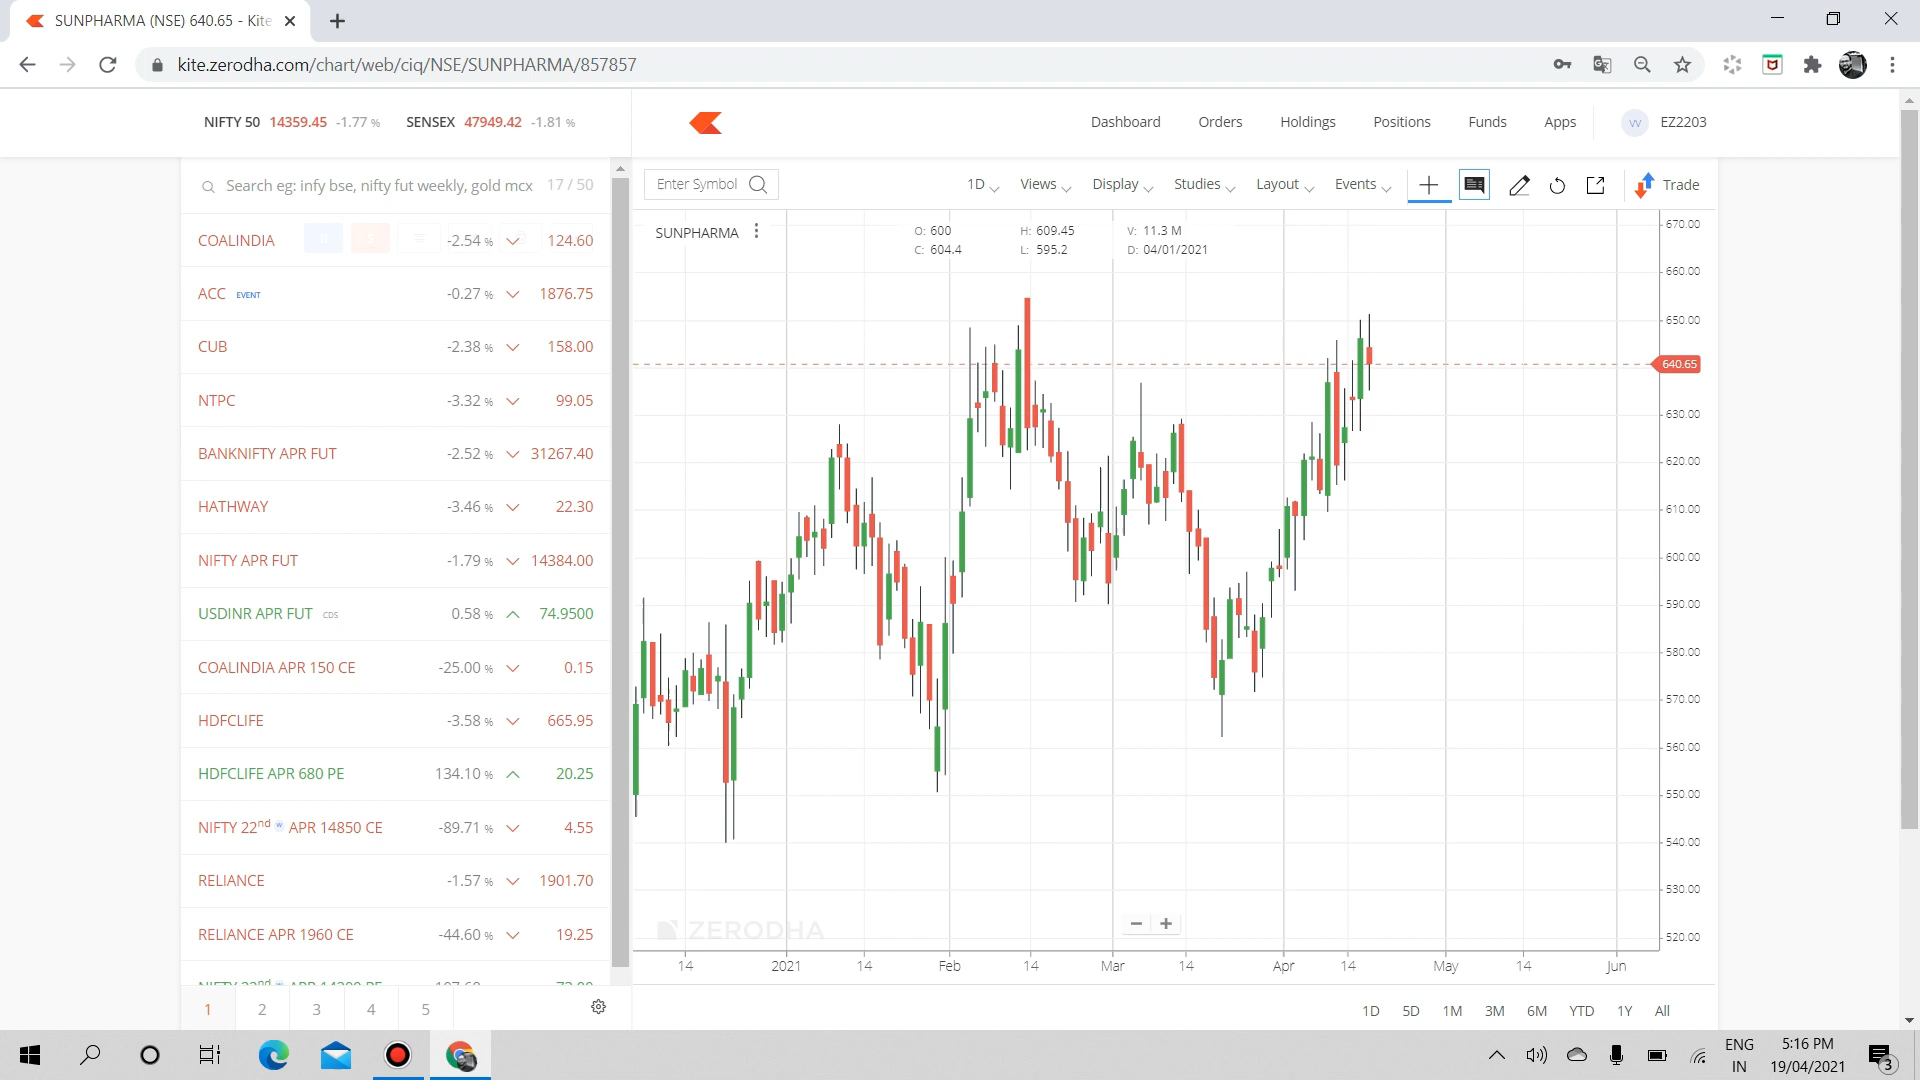 SUNPHARMA (NSE) 640.65 - Kite
kite.zerodha.com/chart/web/ciq/NSE/SUNPHARMA/857857
NIFTY 50 14359.45 -1.77 % SENSEX 47949.42 -1.81 %
Dashboard Orders Holdings Positions Funds Apps VV EZ2203
Search eg: infy bse, nifty fut weekly, gold mcx 17 / 50
COALINDIA -2.54 % 124.60
ACC EVENT -0.27 % 1876.75
CUB -2.38 % 158.00
NTPC -3.32 % 99.05
BANKNIFTY APR FUT -2.52 % 31267.40
HATHWAY -3.46 % 22.30
NIFTY APR FUT -1.79 % 14384.00
USDINR APR FUT CDS 0.58 % 74.9500
COALINDIA APR 150 CE -25.00 % 0.15
HDFCLIFE -3.58 % 665.95
HDFCLIFE APR 680 PE 134.10 % 20.25
NIFTY 22nd w APR 14850 CE -89.71 % 4.55
RELIANCE -1.57 % 1901.70
RELIANCE APR 1960 CE -44.60 % 19.25
1 2 3 4 5
Enter Symbol 1D Views Display Studies Layout Events Trade
SUNPHARMA
O: 600 H: 609.45 V: 11.3 M
C: 604.4 L: 595.2 D: 04/01/2021
670.00
660.00
650.00
640.65
630.00
620.00
610.00
600.00
590.00
580.00
570.00
560.00
550.00
540.00
530.00
520.00
ZERODHA
14 2021 14 Feb 14 Mar 14 Apr 14 May 14 Jun
1D 5D 1M 3M 6M YTD 1Y All
ENG
IN
5:16 PM
19/04/2021
3